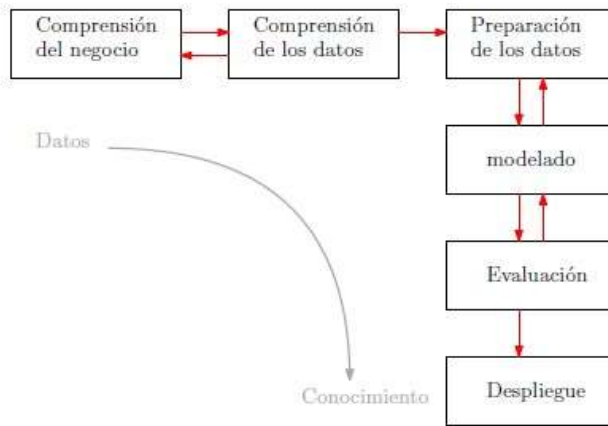 Comprensión
del negocio
Comprensión
de los datos
Preparación
de los datos
Datos
modelado
Evaluación
Despliegue
Conocimiento